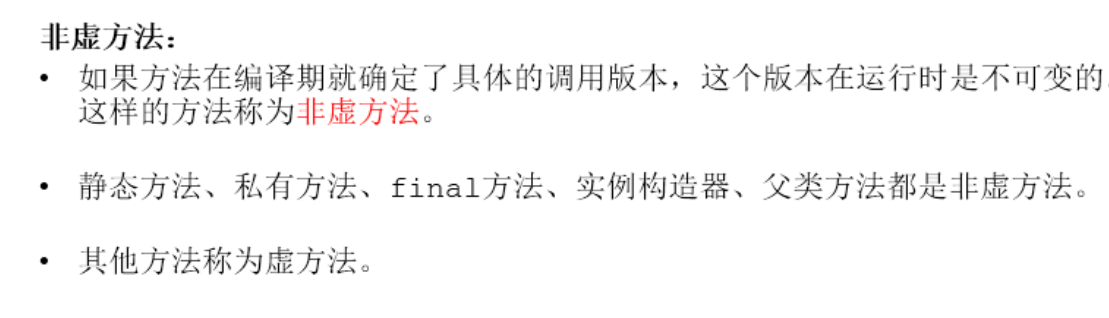 非虚方法：
• 如果方法在编译期就确定了具体的调用版本，这个版本在运行时是不可变的
这样的方法称为非虚方法。
• 静态方法、私有方法、final方法、实例构造器、父类方法都是非虚方法。
• 其他方法称为虚方法。